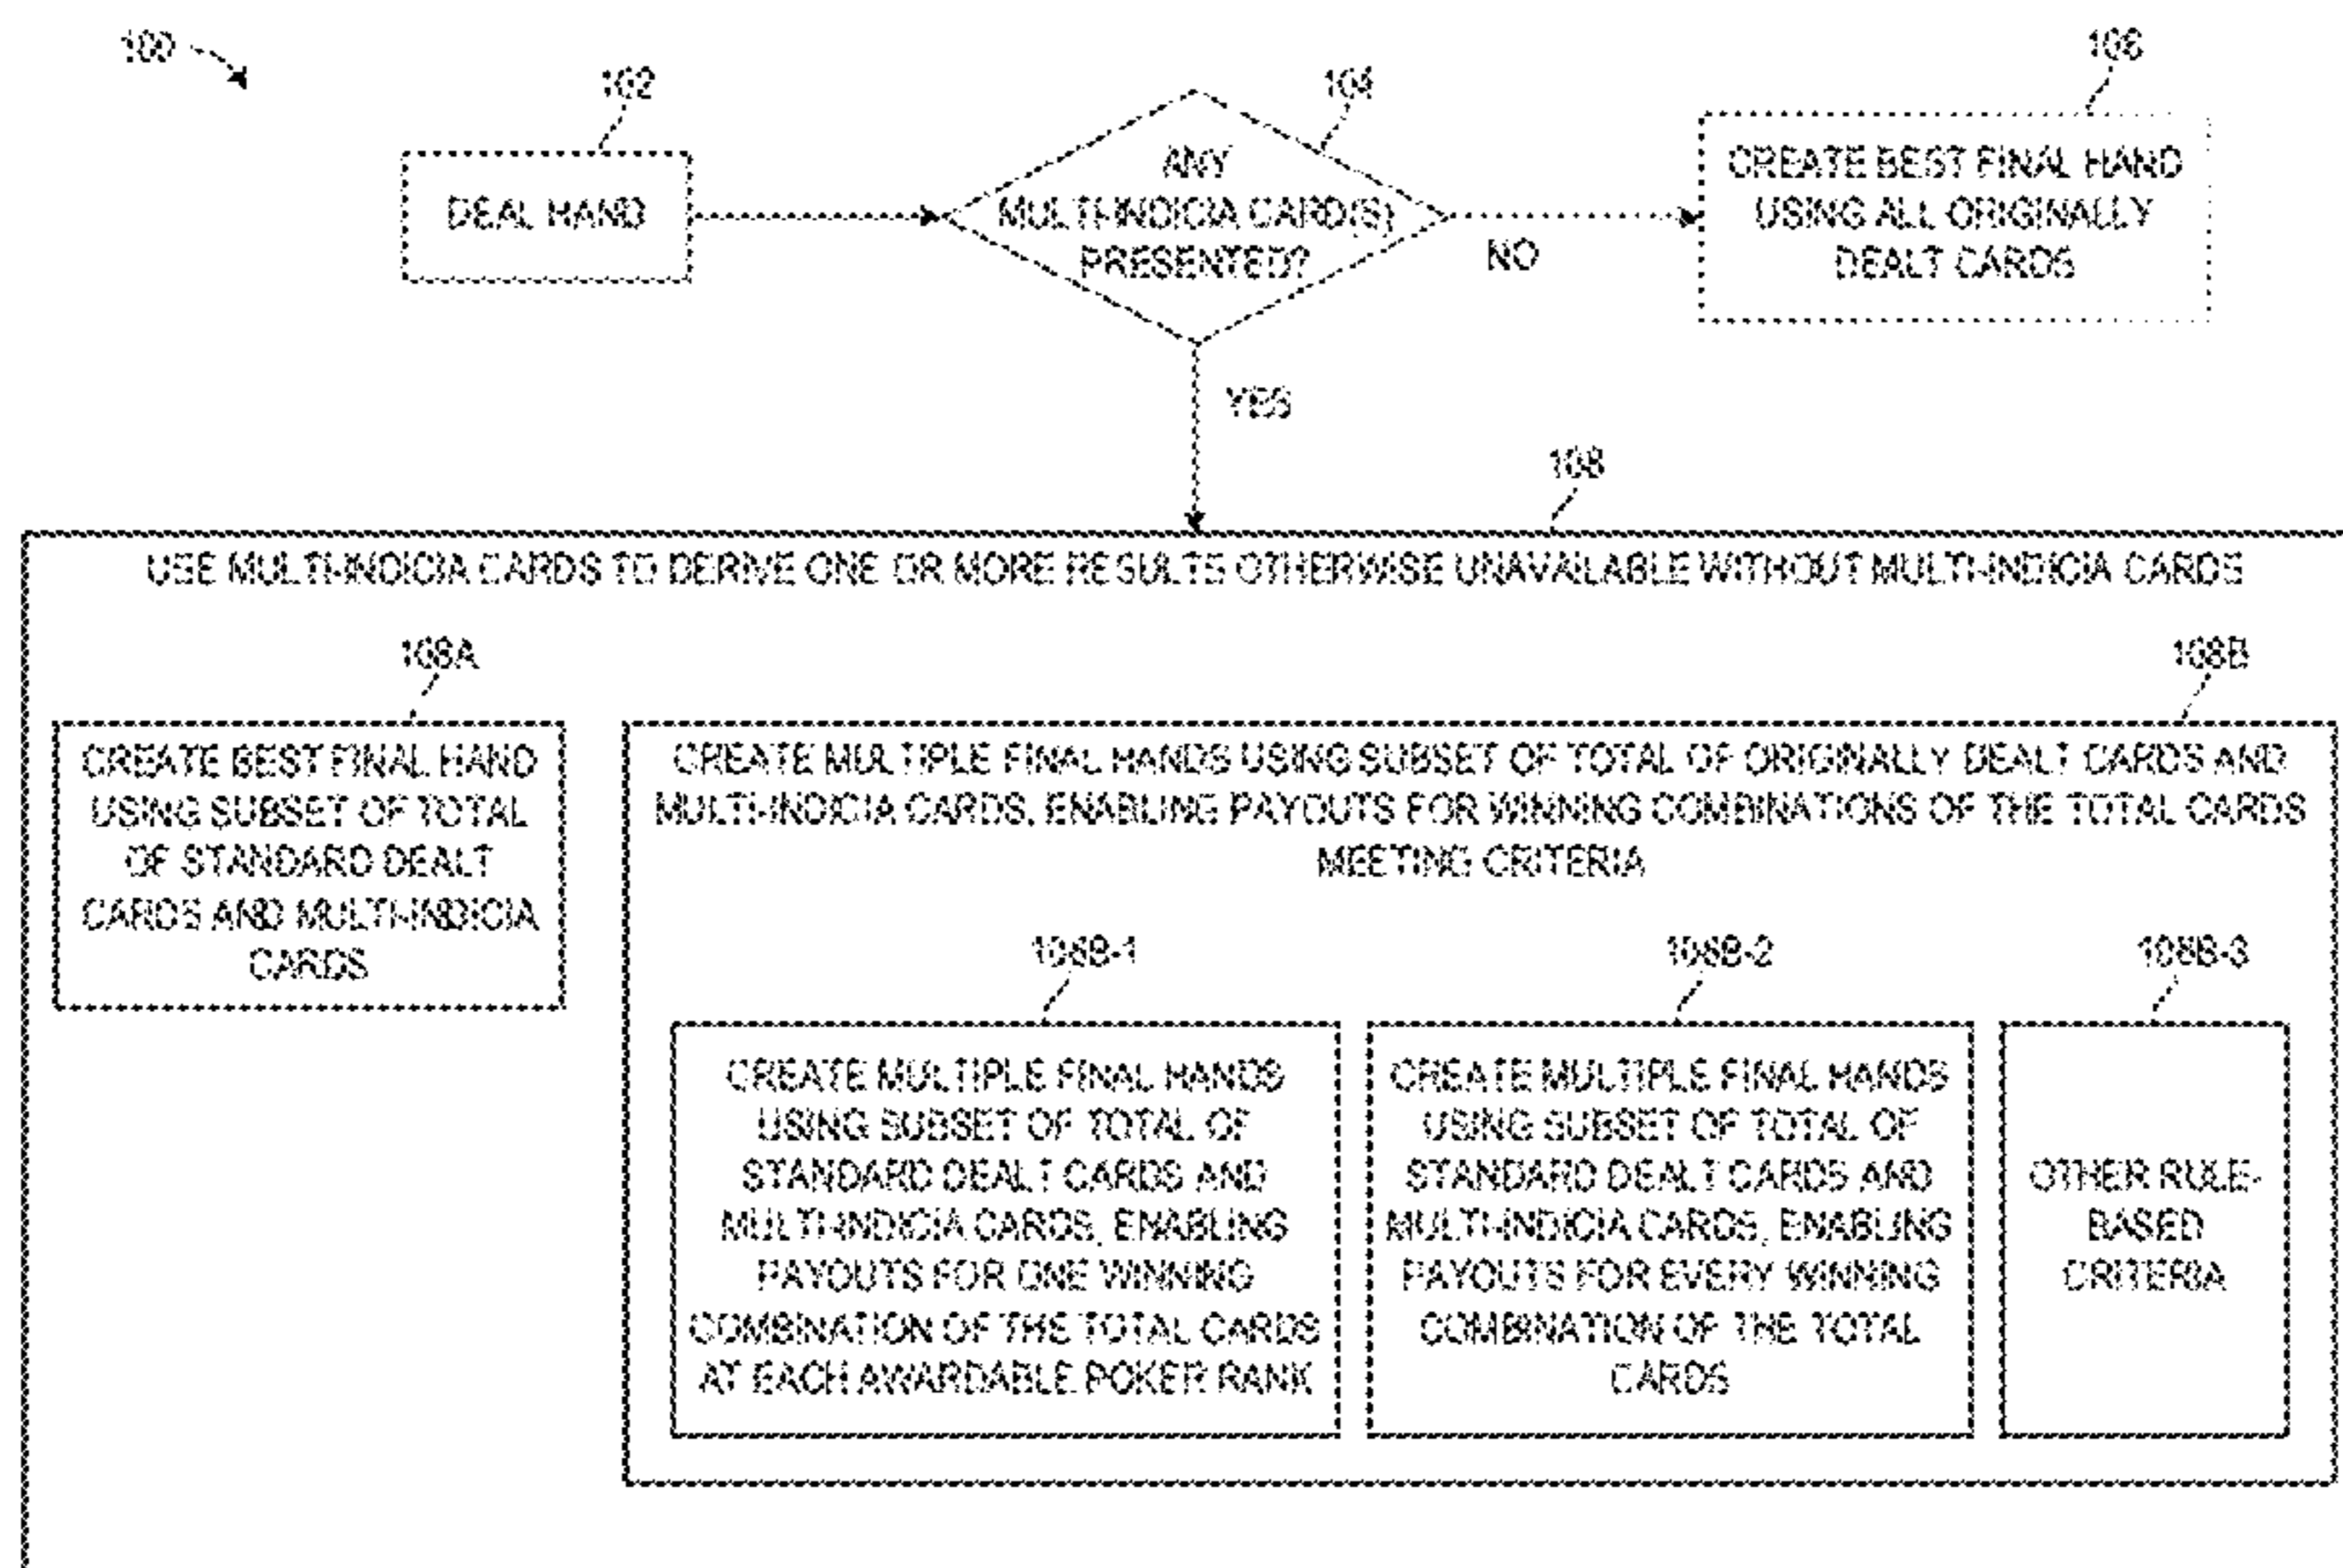 100
102
104
106
DEAL HAND
ANY
MULTI-INDICIA CARD(S)
PRESENTED?
NO
CREATE BEST FINAL HAND
USING ALL ORIGINALLY
DEALT CARDS
YES
108
USE MULTI-INDICIA CARDS TO DERIVE ONE OR MORE RESULTS OTHERWISE UNAVAILABLE WITHOUT MULTI-INDICIA CARDS
108A
CREATE BEST FINAL HAND
USING SUBSET OF TOTAL
OF STANDARD DEALT
CARDS AND MULTI-INDICIA
CARDS
108B
CREATE MULTIPLE FINAL HANDS USING SUBSET OF TOTAL OF ORIGINALLY DEALT CARDS AND
MULTI-INDICIA CARDS, ENABLING PAYOUTS FOR WINNING COMBINATIONS OF THE TOTAL CARDS
MEETING CRITERIA
108B-1
CREATE MULTIPLE FINAL HANDS
USING SUBSET OF TOTAL OF
STANDARD DEALT CARDS AND
MULTI-INDICIA CARDS, ENABLING
PAYOUTS FOR ONE WINNING
COMBINATION OF THE TOTAL CARDS
AT EACH AWARDABLE POKER RANK
108B-2
CREATE MULTIPLE FINAL HANDS
USING SUBSET OF TOTAL OF
STANDARD DEALT CARDS AND
MULTI-INDICIA CARDS, ENABLING
PAYOUTS FOR EVERY WINNING
COMBINATION OF THE TOTAL
CARDS
108B-3
OTHER RULE-
BASED
CRITERIA